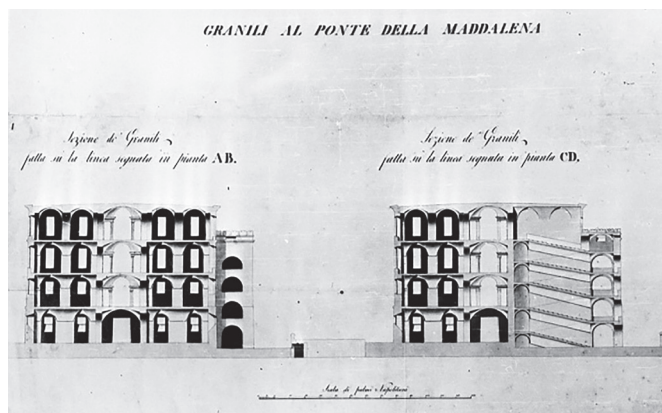 GRANILI AL PONTE DELLA MADDALENA
Sezione de' Granili
fatta su la linea segnata in pianta AB.
Sezione de' Granili
fatta su la linea segnata in pianta CD.
Scala di palmi Napoletani